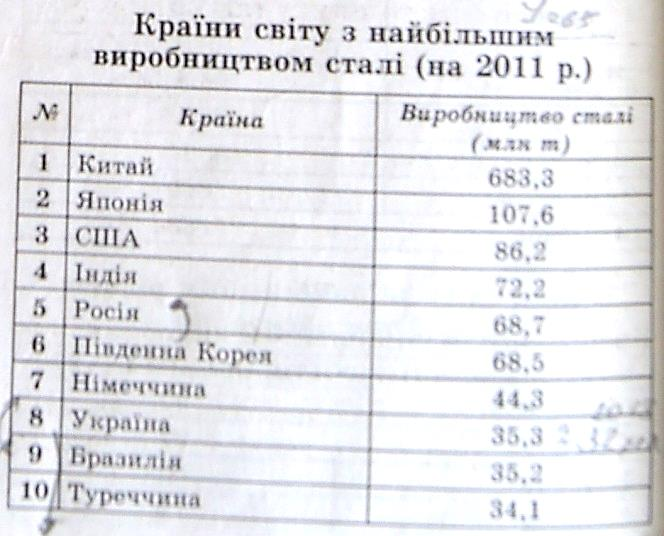 Країни світу з найбільшим
виробництвом сталі (на 2011 р.)
№ Країна Виробництво сталі
(млн т)
1 Китай 683,3
2 Японія 107,6
3 США 86,2
4 Індія 72,2
5 Росія 68,7
6 Південна Корея 68,5
7 Німеччина 44,3
8 Україна 35,3
9 Бразилія 35,2
10 Туреччина 34,1